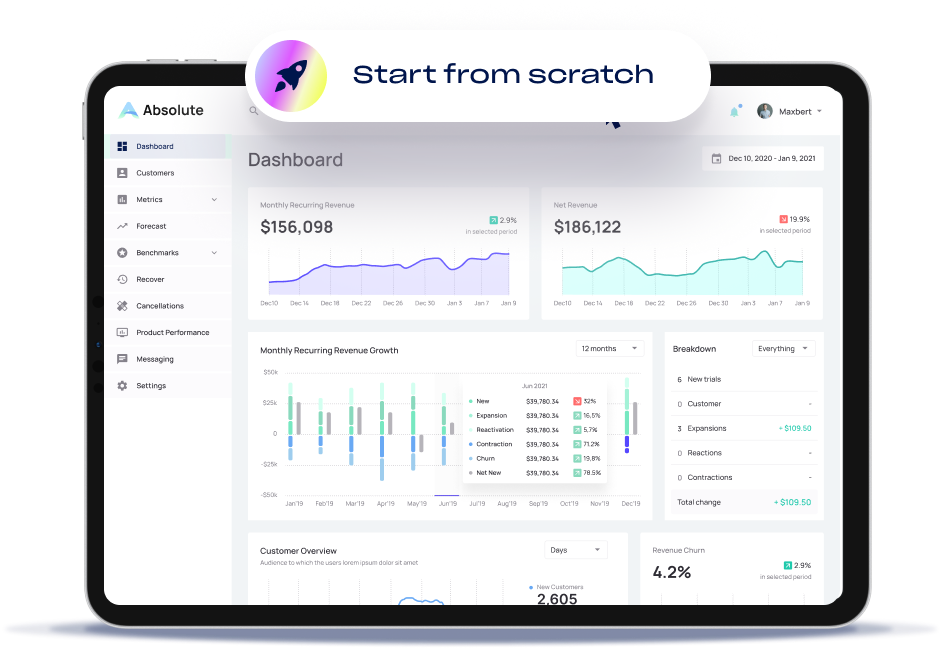 Start from scratch
Absolute
Maxbert
Dashboard
Customers
Metrics
Forecast
Benchmarks
Recover
Cancellations
Product Performance
Messaging
Settings
Dashboard
Dec 10, 2020 - Jan 9, 2021
Monthly Recurring Revenue
$156,098
2.9%
in selected period
Dec10 Dec 14 Dec 18 Dec 22 Dec 26 Dec 30 Jan 3 Jan 7 Jan 9
Net Revenue
$186,122
19.9%
in selected period
Dec10 Dec 14 Dec 18 Dec 22 Dec 26 Dec 30 Jan 3 Jan 7 Jan 9
Monthly Recurring Revenue Growth
12 months
$50k
$25k
0
-$25k
-$50k
Jan'19 Feb'19 Mar'19 Apr'19 May'19 Jun'19 Jul'19 Aug'19 Sep'19 Oct'19 Nov'19 Dec'19
Jun 2021
New $39,780.34 32%
Expansion $39,780.34 16,5%
Reactivation $39,780.34 5,7%
Contraction $39,780.34 71.2%
Churn $39,780.34 19,8%
Net New $39,780.34 78.5%
Breakdown
Everything
6 New trials
0 Customer -
3 Expansions + $109.50
0 Reactions -
0 Contractions -
Total change + $109.50
Customer Overview
Audience to which the users lorem ipsum dolor sit amet
Days
New Customers
2,605
Revenue Churn
4.2%
2.9%
in selected period